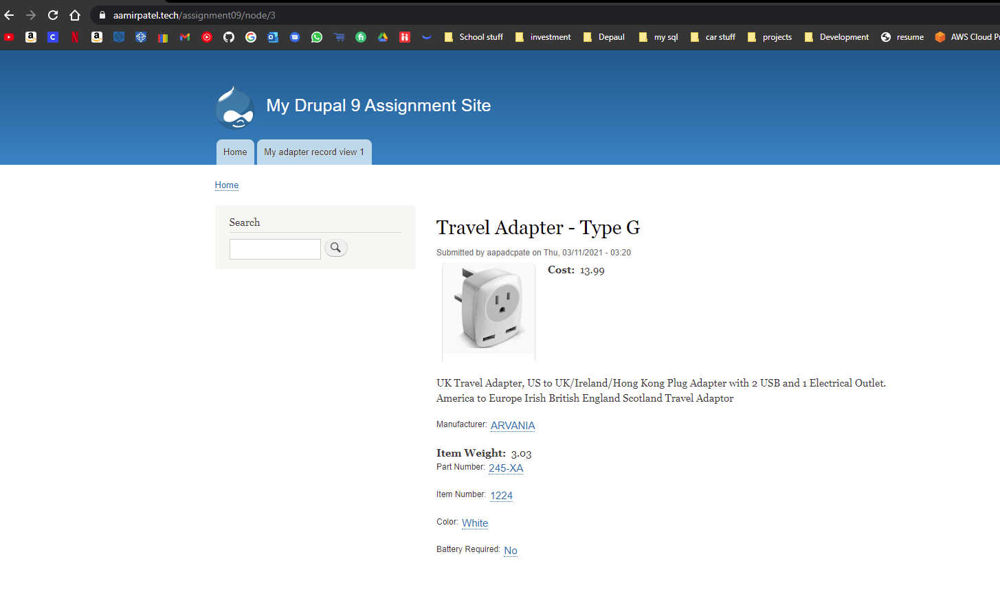 aamirpatel.tech/assignment09/node/3
School stuff investment Depaul my sql car stuff projects Development resume AWS Cloud
My Drupal 9 Assignment Site
Home My adapter record view 1
Home
Search
Travel Adapter - Type G
Submitted by aapadcpate on Thu, 03/11/2021 - 03:20
Cost: 13.99
UK Travel Adapter, US to UK/Ireland/Hong Kong Plug Adapter with 2 USB and 1 Electrical Outlet.
America to Europe Irish British England Scotland Travel Adaptor
Manufacturer: ARVANIA
Item Weight: 3.03
Part Number: 245-XA
Item Number: 1224
Color: White
Battery Required: No